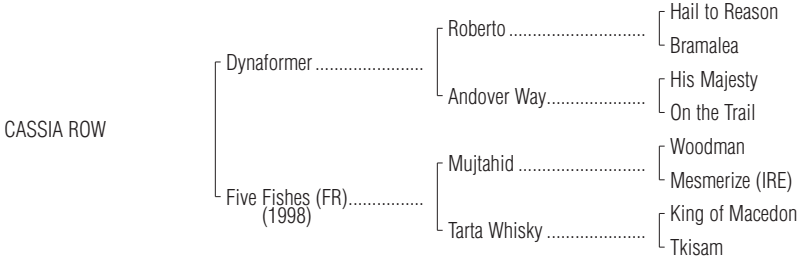 Hail to Reason
Roberto ..............................
Bramalea
Dynaformer .......................
His Majesty
Andover Way.....................
On the Trail
CASSIA ROW
Woodman
Mujtahid ...........................
Mesmerize (IRE)
Five Fishes (FR)................
(1998)
King of Macedon
Tarta Whisky .....................
Tkisam